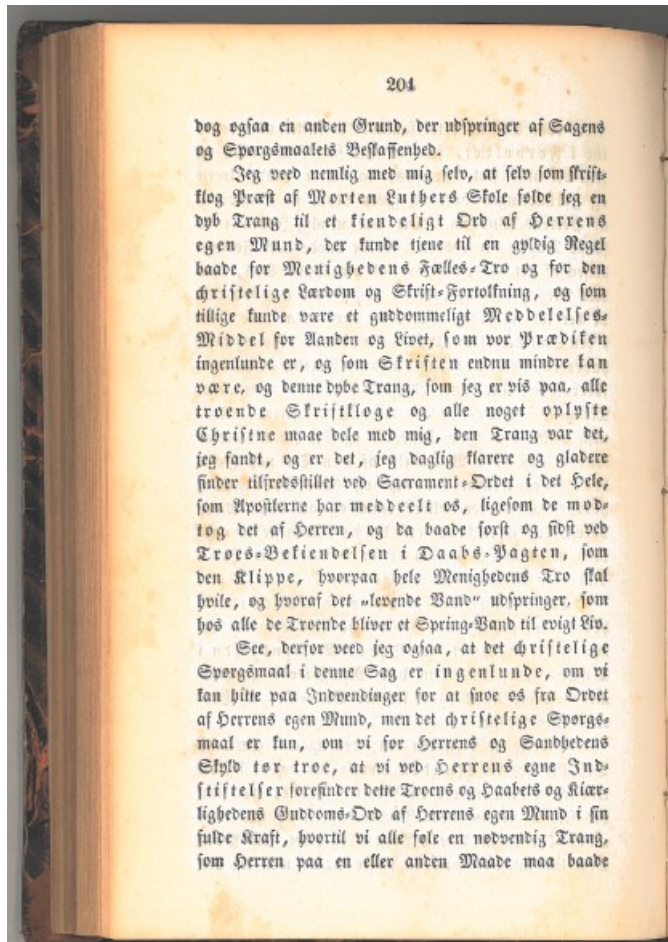 204
dog ogsaa en anden Grund, der udspringer af Sagens
og Spørgsmaalets Beskaffenhed.
Jeg veed nemlig med mig selv, at selv som skrift-
klog Præst af Morten Luthers Skole følde jeg en
dyb Trang til et kiendeligt Ord af Herrens
egen Mund, der kunde tjene til en gyldig Regel
baade for Menighedens Fælles-Tro og for den
christelige Lærdom og Skrift-Fortolkning, og som
tillige kunde være et guddommeligt Meddelelses-
Middel for Aanden og Livet, som vor Prædiken
ingenlunde er, og som Skriften endnu mindre kan
være, og denne dybe Trang, som jeg er vis paa, alle
troende Skriftkloge og alle noget oplyste
Christne maae dele med mig, den Trang var det,
jeg fandt, og er det, jeg daglig klarere og gladere
finder tilfredsstillet ved Sacrament-Ordet i det Hele,
som Apostlerne har meddeelt os, ligesom de mod-
tog det af Herren, og da baade først og sidst ved
Troes-Bekiendelsen i Daabs-Pagten, som
den Klippe, hvorpaa hele Menighedens Tro skal
hvile, og hvoraf det „levende Vand“ udspringer, som
hos alle de Troende bliver et Spring-Vand til evigt Liv.
See, derfor veed jeg ogsaa, at det christelige
Spørgsmaal i denne Sag er ingenlunde, om vi
kan hitte paa Indvendinger for at snoe os fra Ordet
af Herrens egen Mund, men det christelige Spørgs-
maal er kun, om vi for Herrens og Sandhedens
Skyld tør troe, at vi ved Herrens egne Ind-
stiftelser forefinder dette Troens og Haabets og Kiær-
lighedens Guddoms-Ord af Herrens egen Mund i sin
fulde Kraft, hvortil vi alle føle en nødvendig Trang,
som Herren paa en eller anden Maade maa baade